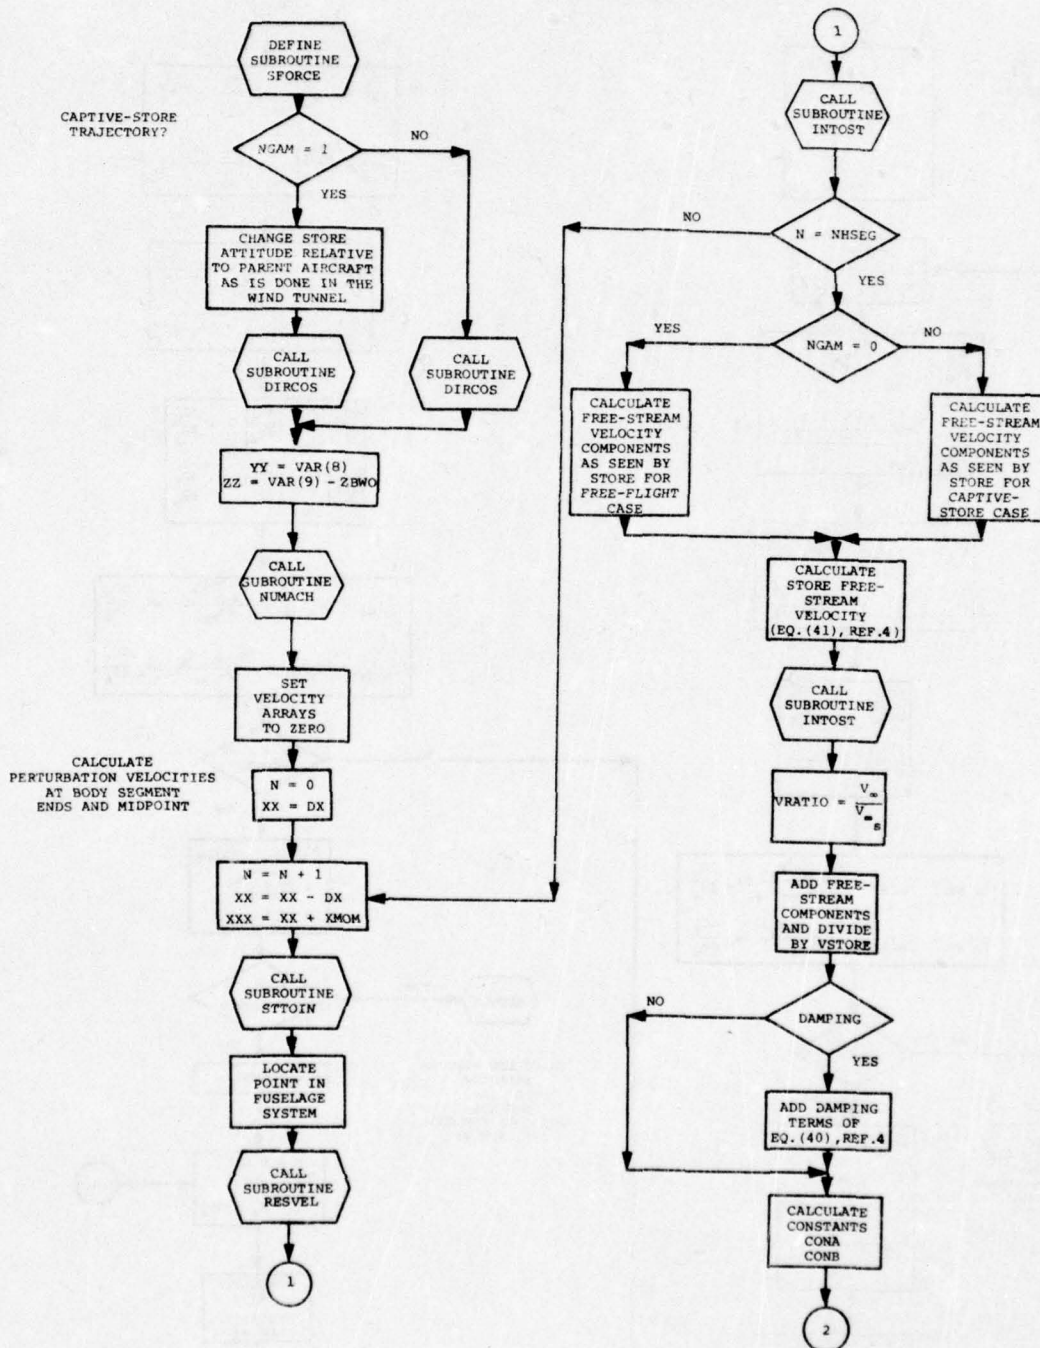 DEFINE
SUBROUTINE
SFORCE
CAPTIVE-STORE
TRAJECTORY?
NGAM = 1
NO
YES
CHANGE STORE
ATTITUDE RELATIVE
TO PARENT AIRCRAFT
AS IS DONE IN THE
WIND TUNNEL
CALL
SUBROUTINE
DIRCOS
CALL
SUBROUTINE
DIRCOS
YY = VAR(8)
ZZ = VAR(9) - ZBWO
CALL
SUBROUTINE
NUMACH
SET
VELOCITY
ARRAYS
TO ZERO
CALCULATE
PERTURBATION VELOCITIES
AT BODY SEGMENT
ENDS AND MIDPOINT
N = 0
XX = DX
N = N + 1
XX = XX - DX
XXX = XX + XMOM
CALL
SUBROUTINE
STTOIN
LOCATE
POINT IN
FUSELAGE
SYSTEM
CALL
SUBROUTINE
RESVEL
1
1
CALL
SUBROUTINE
INTOST
NO
N = NHSEG
YES
YES
NGAM = 0
NO
CALCULATE
FREE-STREAM
VELOCITY
COMPONENTS
AS SEEN BY
STORE FOR
FREE-FLIGHT
CASE
CALCULATE
FREE-STREAM
VELOCITY
COMPONENTS
AS SEEN BY
STORE FOR
CAPTIVE-
STORE CASE
CALCULATE
STORE FREE-
STREAM
VELOCITY
(EQ.(41), REF.4)
CALL
SUBROUTINE
INTOST
VRATIO = V∞ / V∞s
ADD FREE-
STREAM
COMPONENTS
AND DIVIDE
BY VSTORE
NO
DAMPING
YES
ADD DAMPING
TERMS OF
EQ.(40),REF.4
CALCULATE
CONSTANTS
CONA
CONB
2